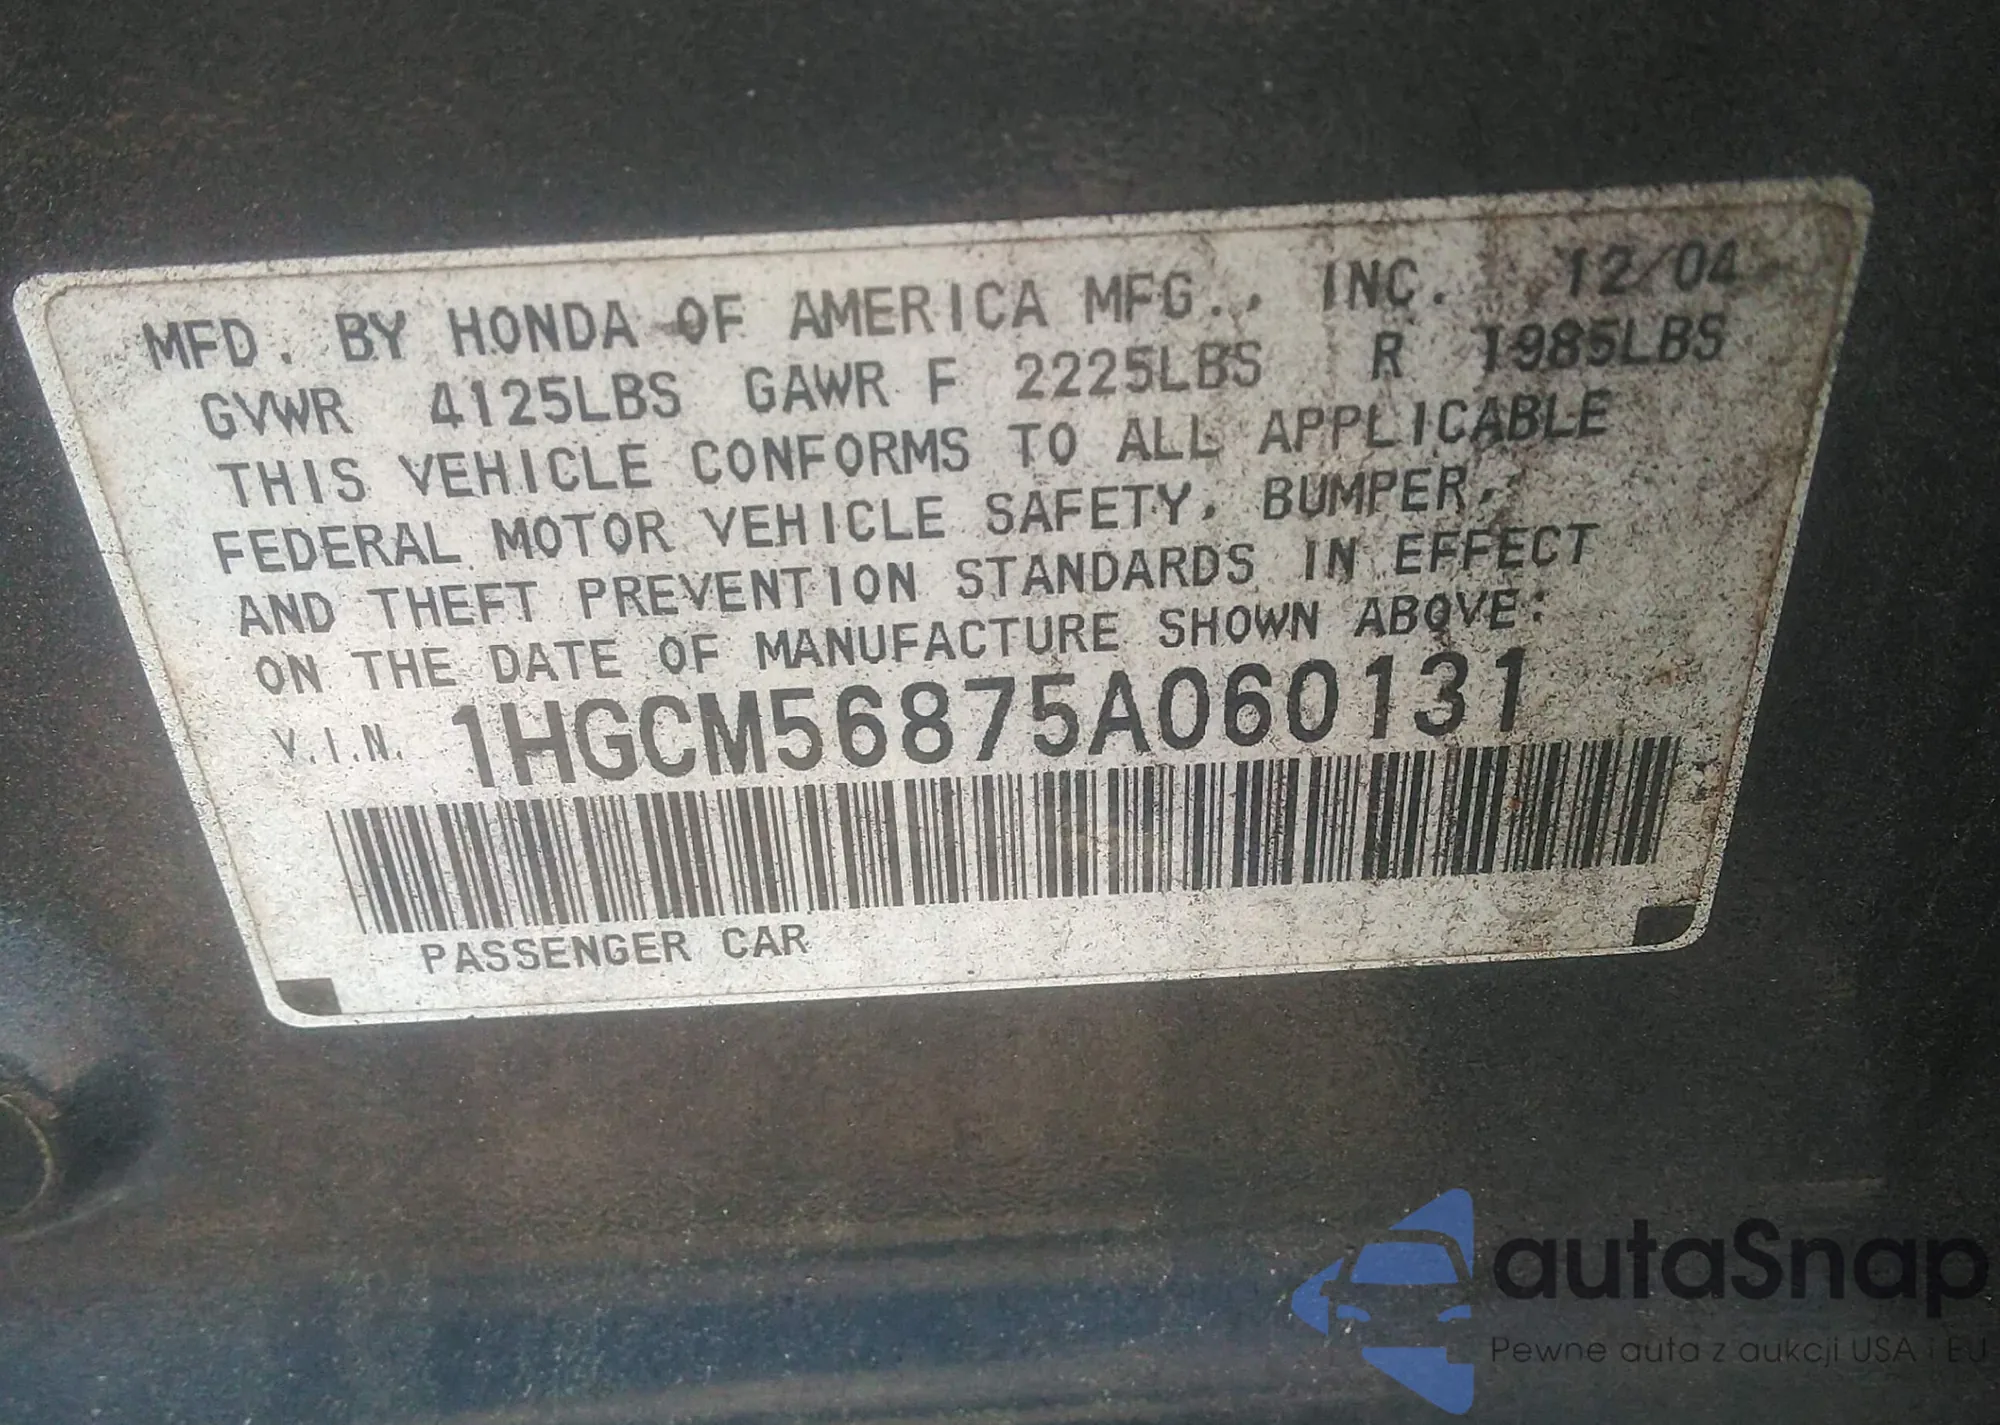 MFD. BY HONDA OF AMERICA MFG., INC. 12/04
GVWR 4125LBS GAWR F 2225LBS R 1985LBS
THIS VEHICLE CONFORMS TO ALL APPLICABLE
FEDERAL MOTOR VEHICLE SAFETY, BUMPER,
AND THEFT PREVENTION STANDARDS IN EFFECT
ON THE DATE OF MANUFACTURE SHOWN ABOVE:
V.I.N. 1HGCM56875A060131
PASSENGER CAR
autaSnap
Pewne auta z aukcji USA i EU